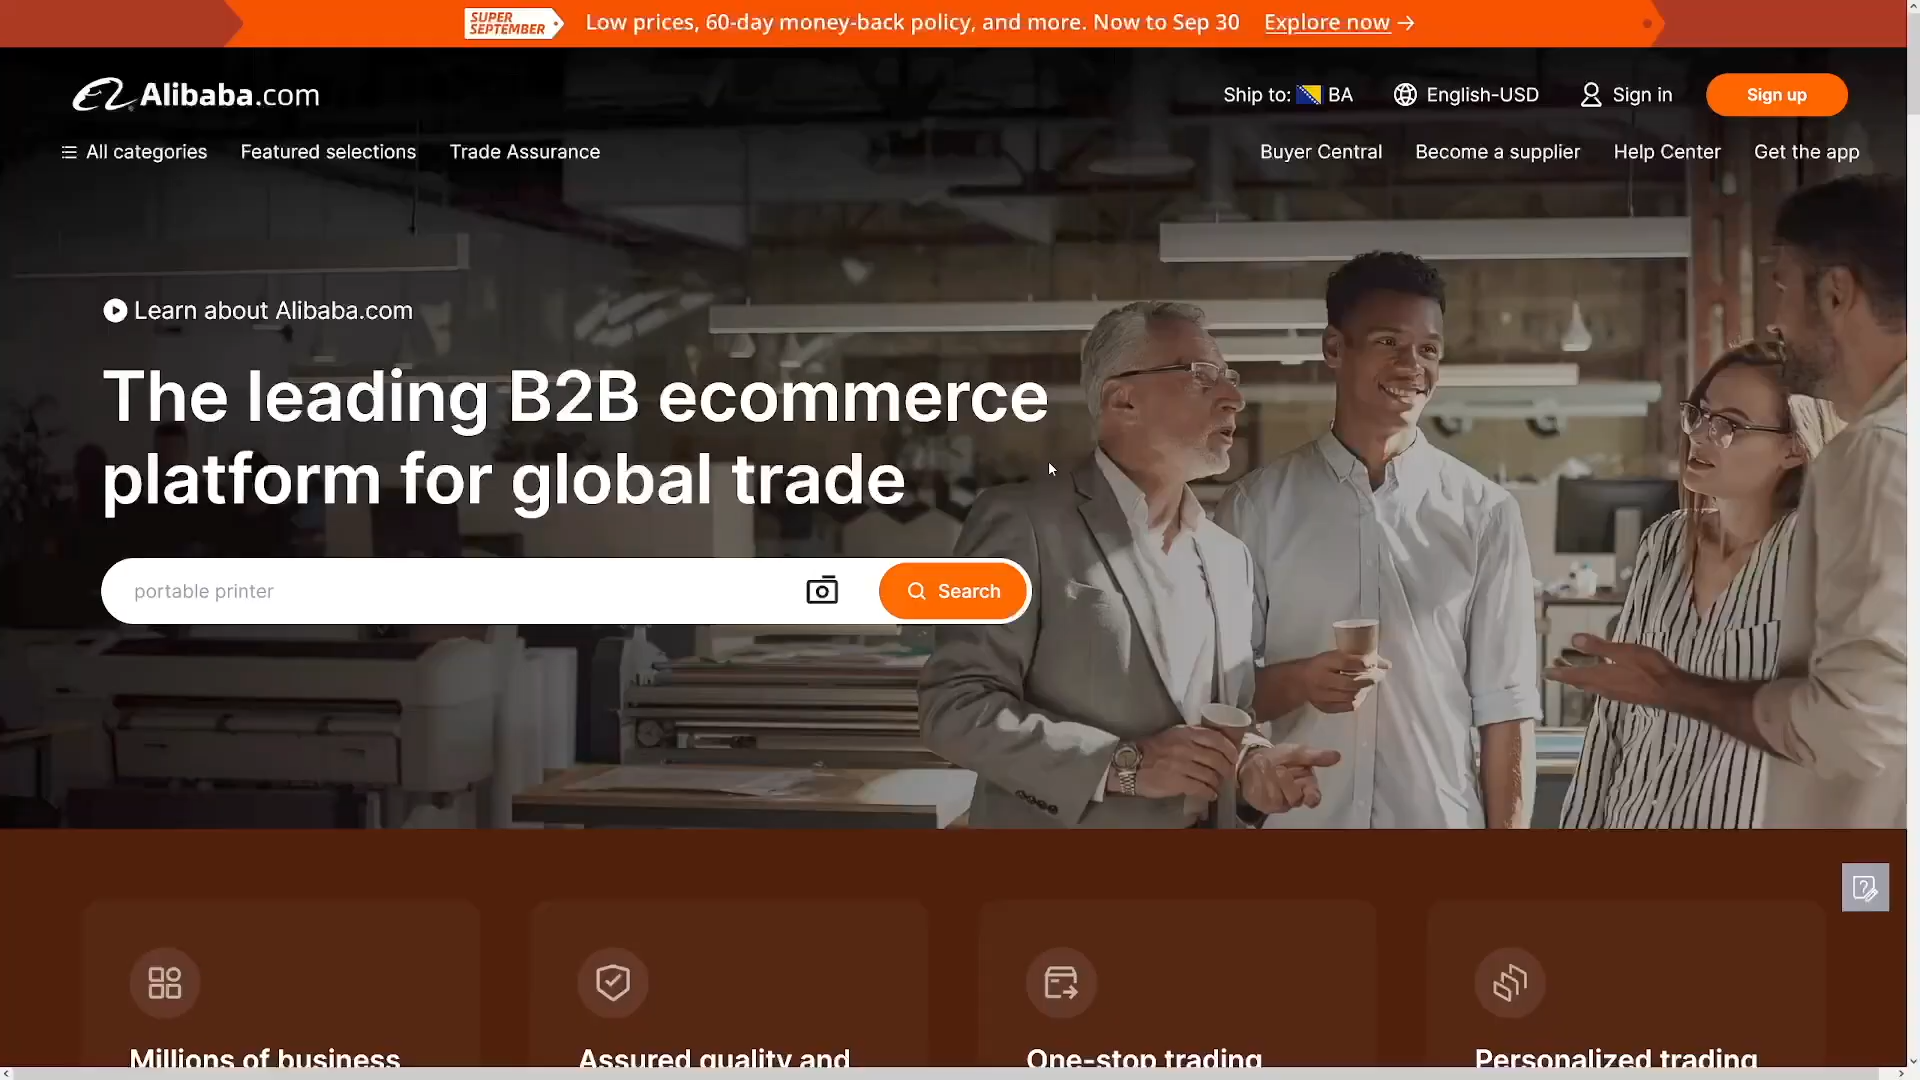 SUPER
SEPTEMBER
Low prices, 60-day money-back policy, and more. Now to Sep 30 Explore now →
Alibaba.com
Ship to: BA English-USD Sign in Sign up
All categories Featured selections Trade Assurance
Buyer Central Become a supplier Help Center Get the app
Learn about Alibaba.com
The leading B2B ecommerce
platform for global trade
portable printer
Search
Millions of business
Assured quality and
One-stop trading
Personalized trading